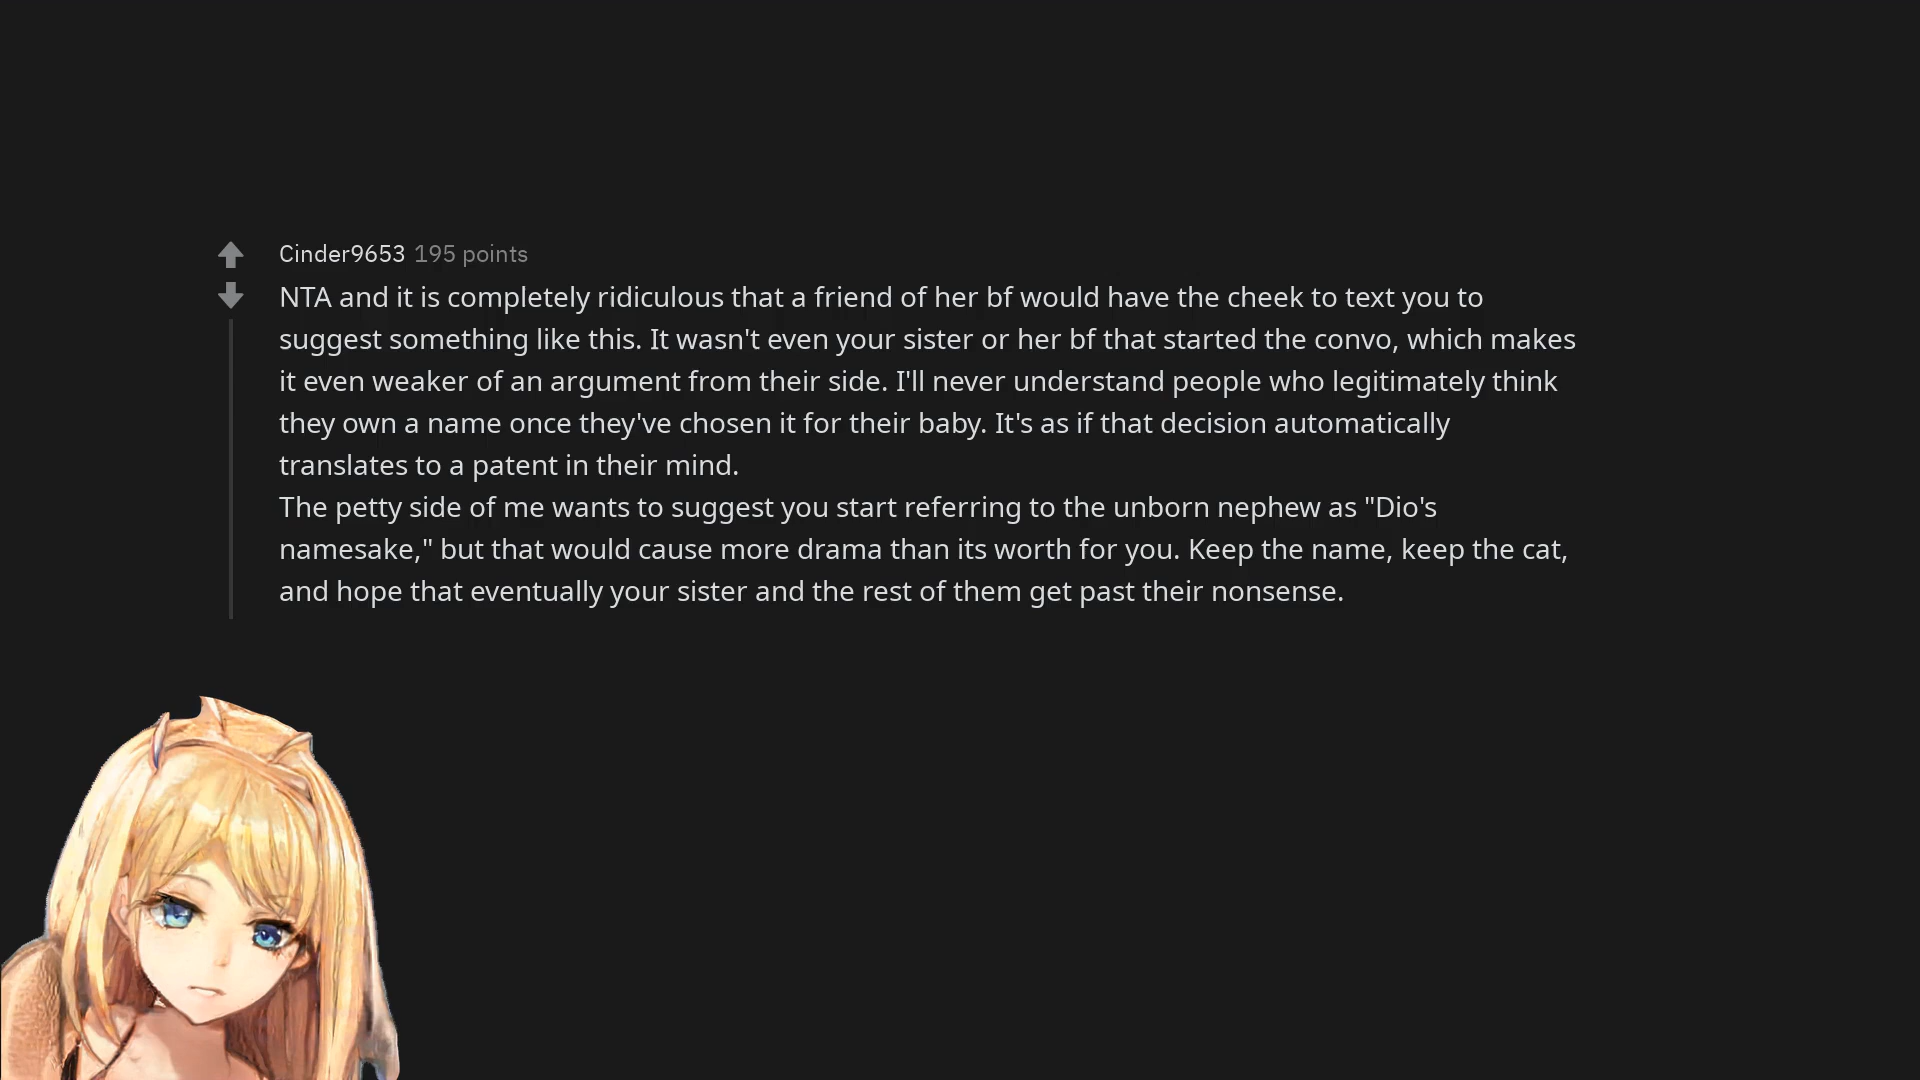 Cinder9653 195 points
NTA and it is completely ridiculous that a friend of her bf would have the cheek to text you to
suggest something like this. It wasn't even your sister or her bf that started the convo, which makes
it even weaker of an argument from their side. I'll never understand people who legitimately think
they own a name once they've chosen it for their baby. It's as if that decision automatically
translates to a patent in their mind.
The petty side of me wants to suggest you start referring to the unborn nephew as "Dio's
namesake," but that would cause more drama than its worth for you. Keep the name, keep the cat,
and hope that eventually your sister and the rest of them get past their nonsense.